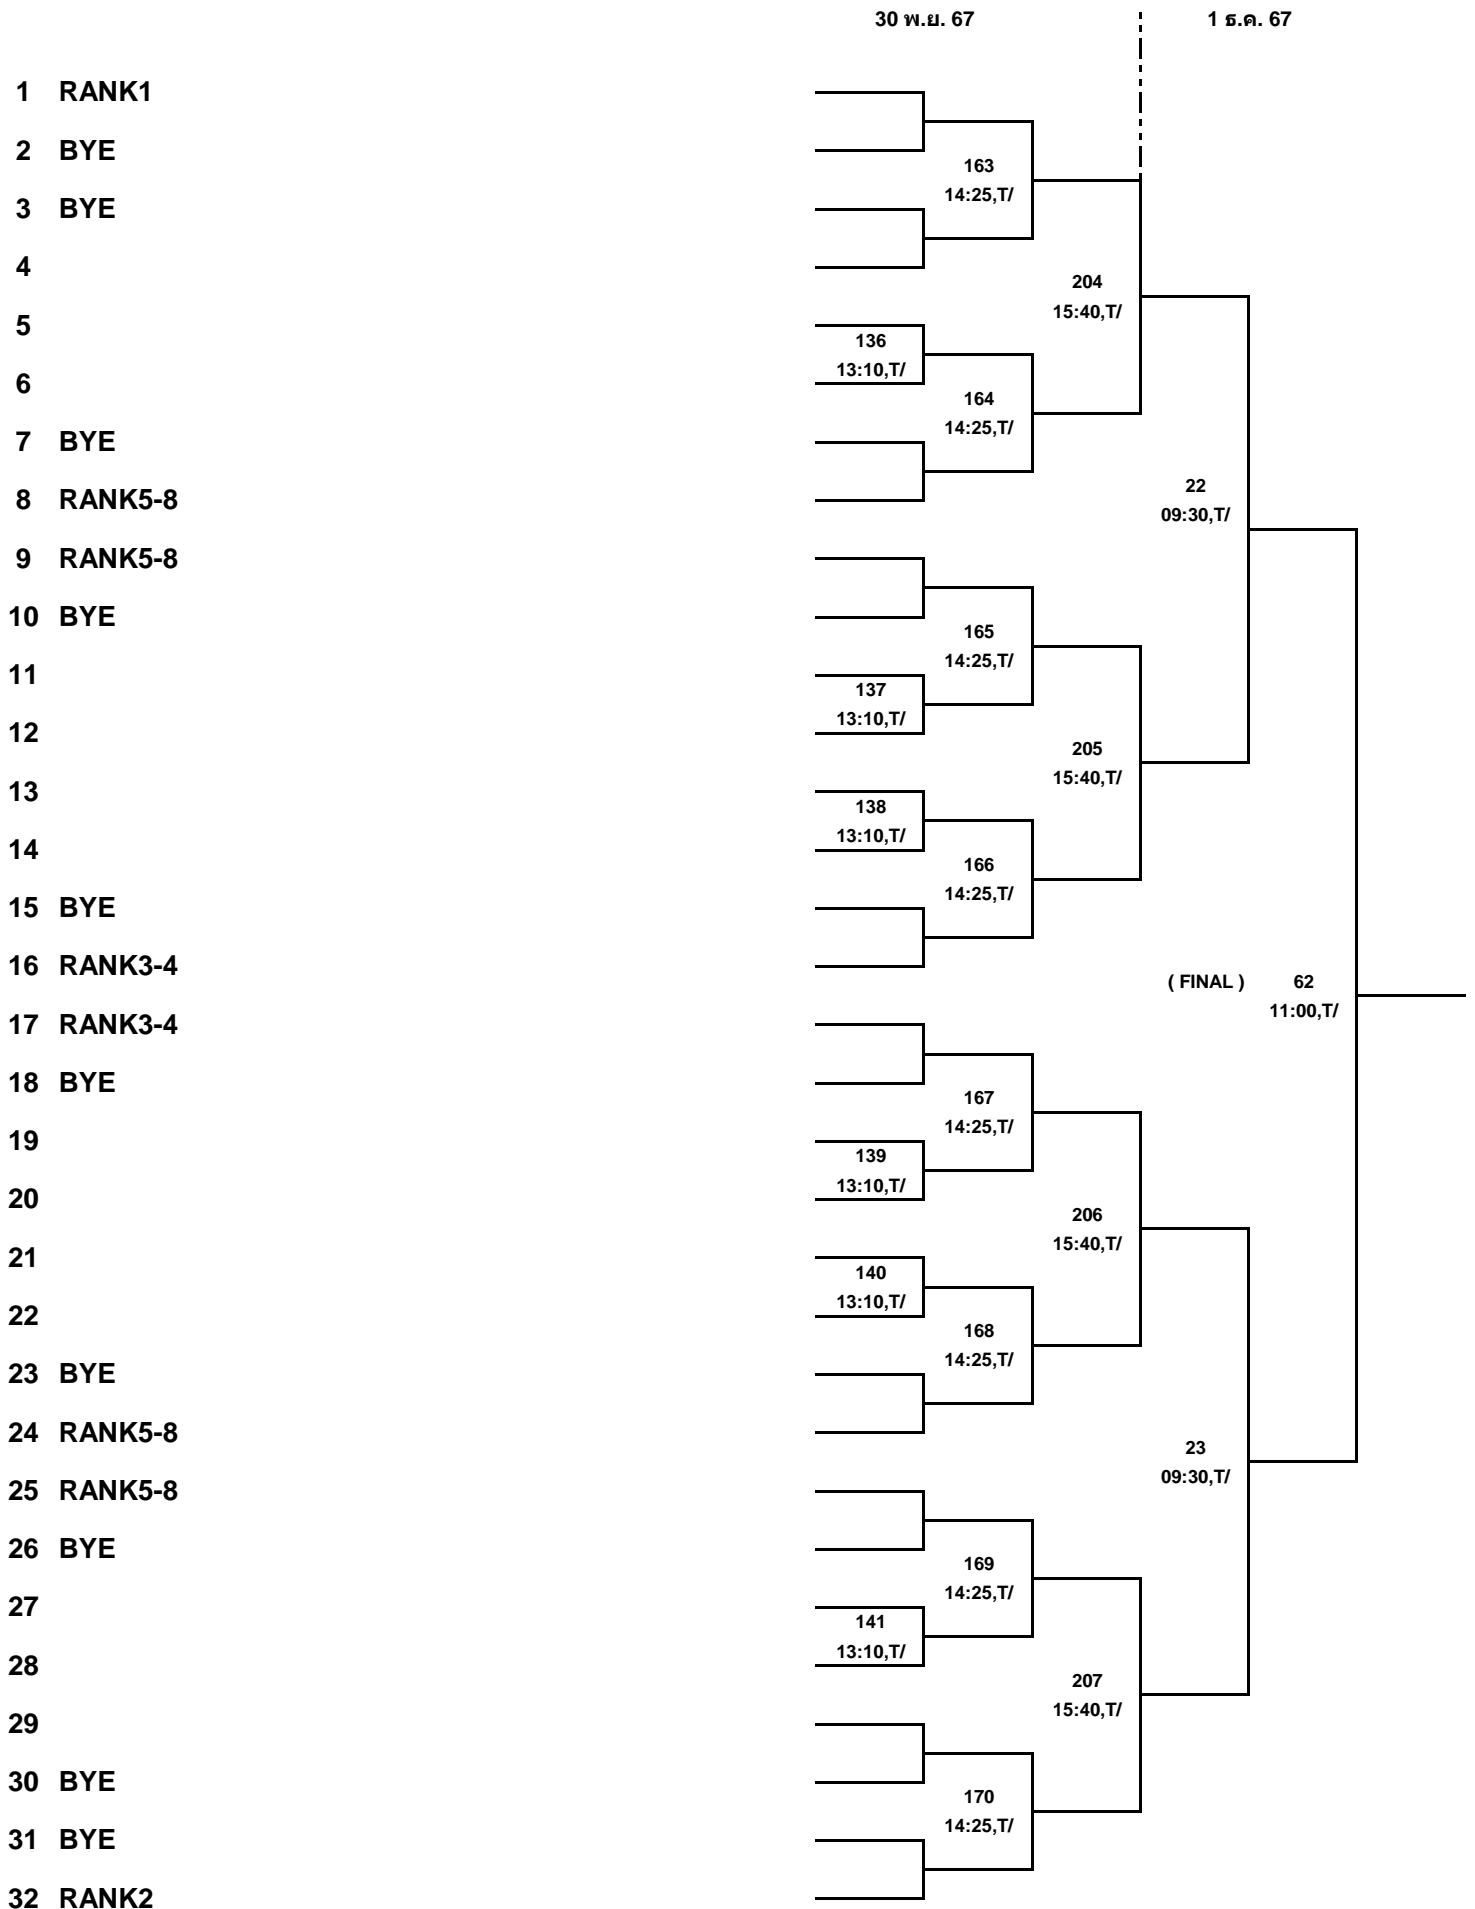 30 พ.ย. 67 1 ธ.ค. 67
1 RANK1
2 BYE
163
14:25,T/
3 BYE
4
204
15:40,T/
5
136
13:10,T/
6
164
14:25,T/
7 BYE
22
09:30,T/
8 RANK5-8
9 RANK5-8
10 BYE
165
14:25,T/
11
137
13:10,T/
12
205
15:40,T/
13
138
13:10,T/
14
166
14:25,T/
15 BYE
16 RANK3-4
( FINAL ) 62
11:00,T/
17 RANK3-4
18 BYE
167
14:25,T/
19
139
13:10,T/
20
206
15:40,T/
21
140
13:10,T/
22
168
14:25,T/
23 BYE
24 RANK5-8
23
09:30,T/
25 RANK5-8
26 BYE
169
14:25,T/
27
141
13:10,T/
28
207
15:40,T/
29
30 BYE
170
14:25,T/
31 BYE
32 RANK2